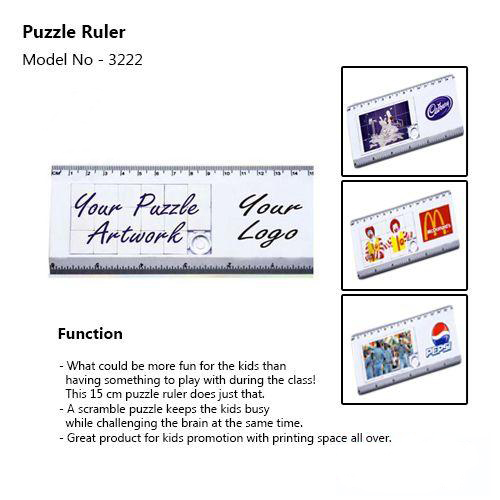 Puzzle Ruler
Model No - 3222
Your Puzzle
Artwork
Your
Logo
Cadbury
McDonald's
PEPSI
Function
- What could be more fun for the kids than
having something to play with during the class!
This 15 cm puzzle ruler does just that.
- A scramble puzzle keeps the kids busy
while challenging the brain at the same time.
- Great product for kids promotion with printing space all over.